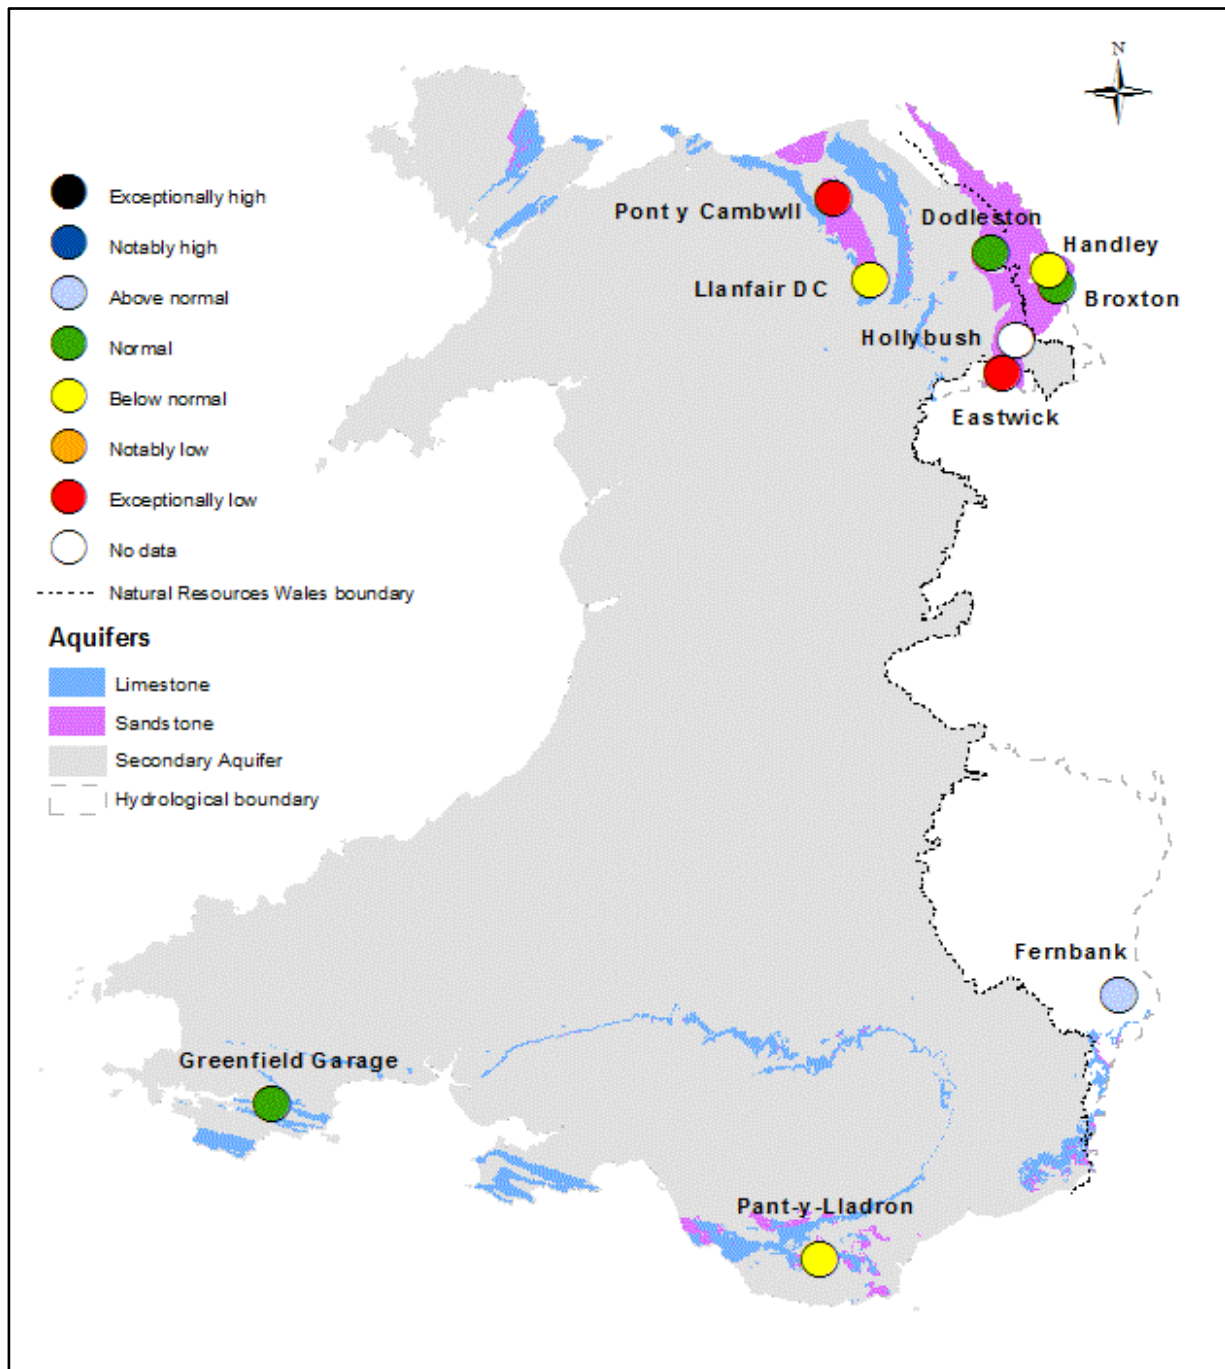 N
Exceptionally high
Notably high
Above normal
Normal
Below normal
Notably low
Exceptionally low
No data
Natural Resources Wales boundary
Aquifers
Limestone
Sandstone
Secondary Aquifer
Hydrological boundary
Pont y Cambwll
Dodleston
Handley
Llanfair DC
Broxton
Hollybush
Eastwick
Fernbank
Greenfield Garage
Pant-y-Lladron